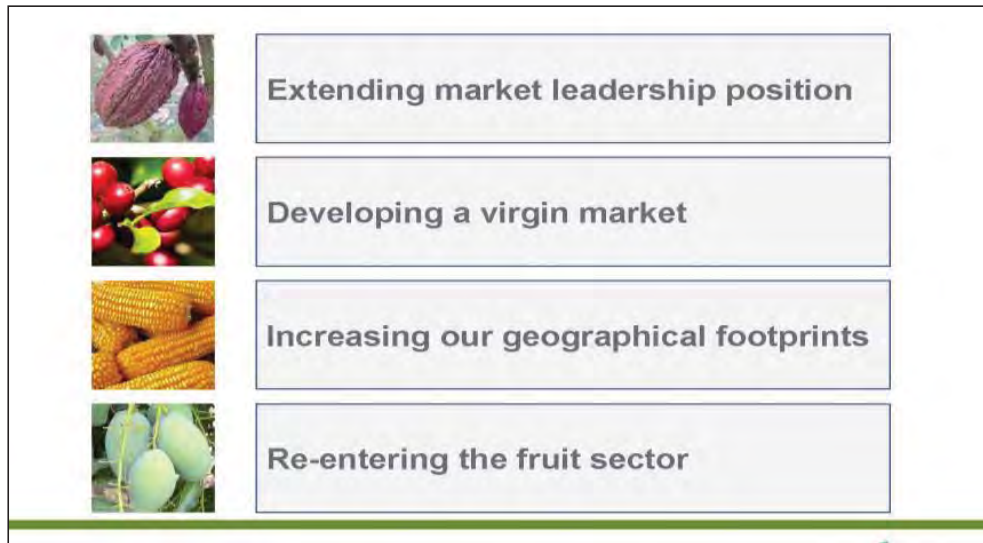 Extending market leadership position
Developing a virgin market
Increasing our geographical footprints
Re-entering the fruit sector